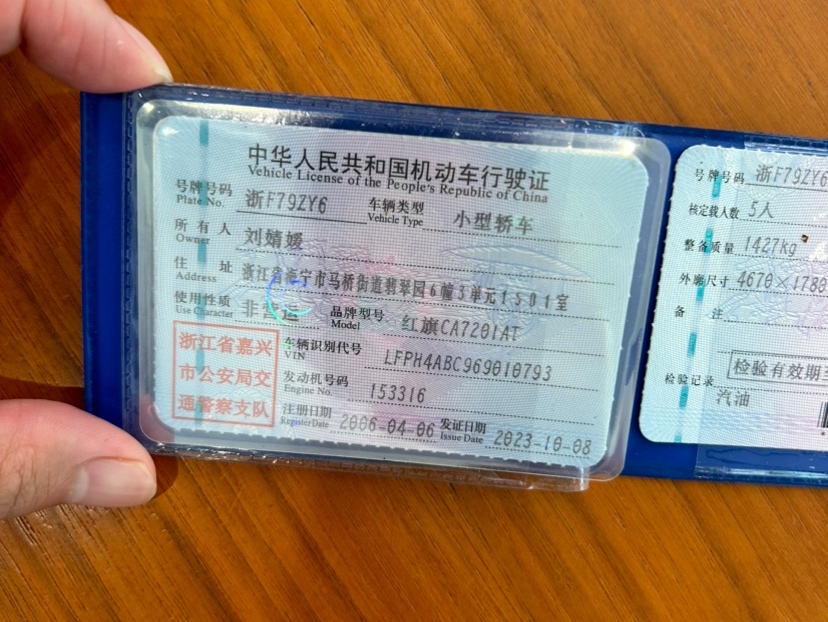 中华人民共和国机动车行驶证
Vehicle License of the People's Republic of China
号牌号码 浙F79ZY6 车辆类型 小型轿车
Plate No. Vehicle Type
所有人 刘婧媛
Owner
住址 浙江省海宁市马桥街道翡翠园6幢3单元1501室
Address
使用性质 非营运 品牌型号 红旗CA7201AT
Use Character Model
浙江省嘉兴
市公安局交
通警察支队
车辆识别代号 LFPH4ABC969010793
VIN
发动机号码 153316
Engine No.
注册日期 2006-04-06 发证日期 2023-10-08
Register Date Issue Date
号牌号码 浙F79ZY6
核定载人数 5人
整备质量 1427kg
外廓尺寸 4670×1780
备注
检验有效期至
检验记录
汽油